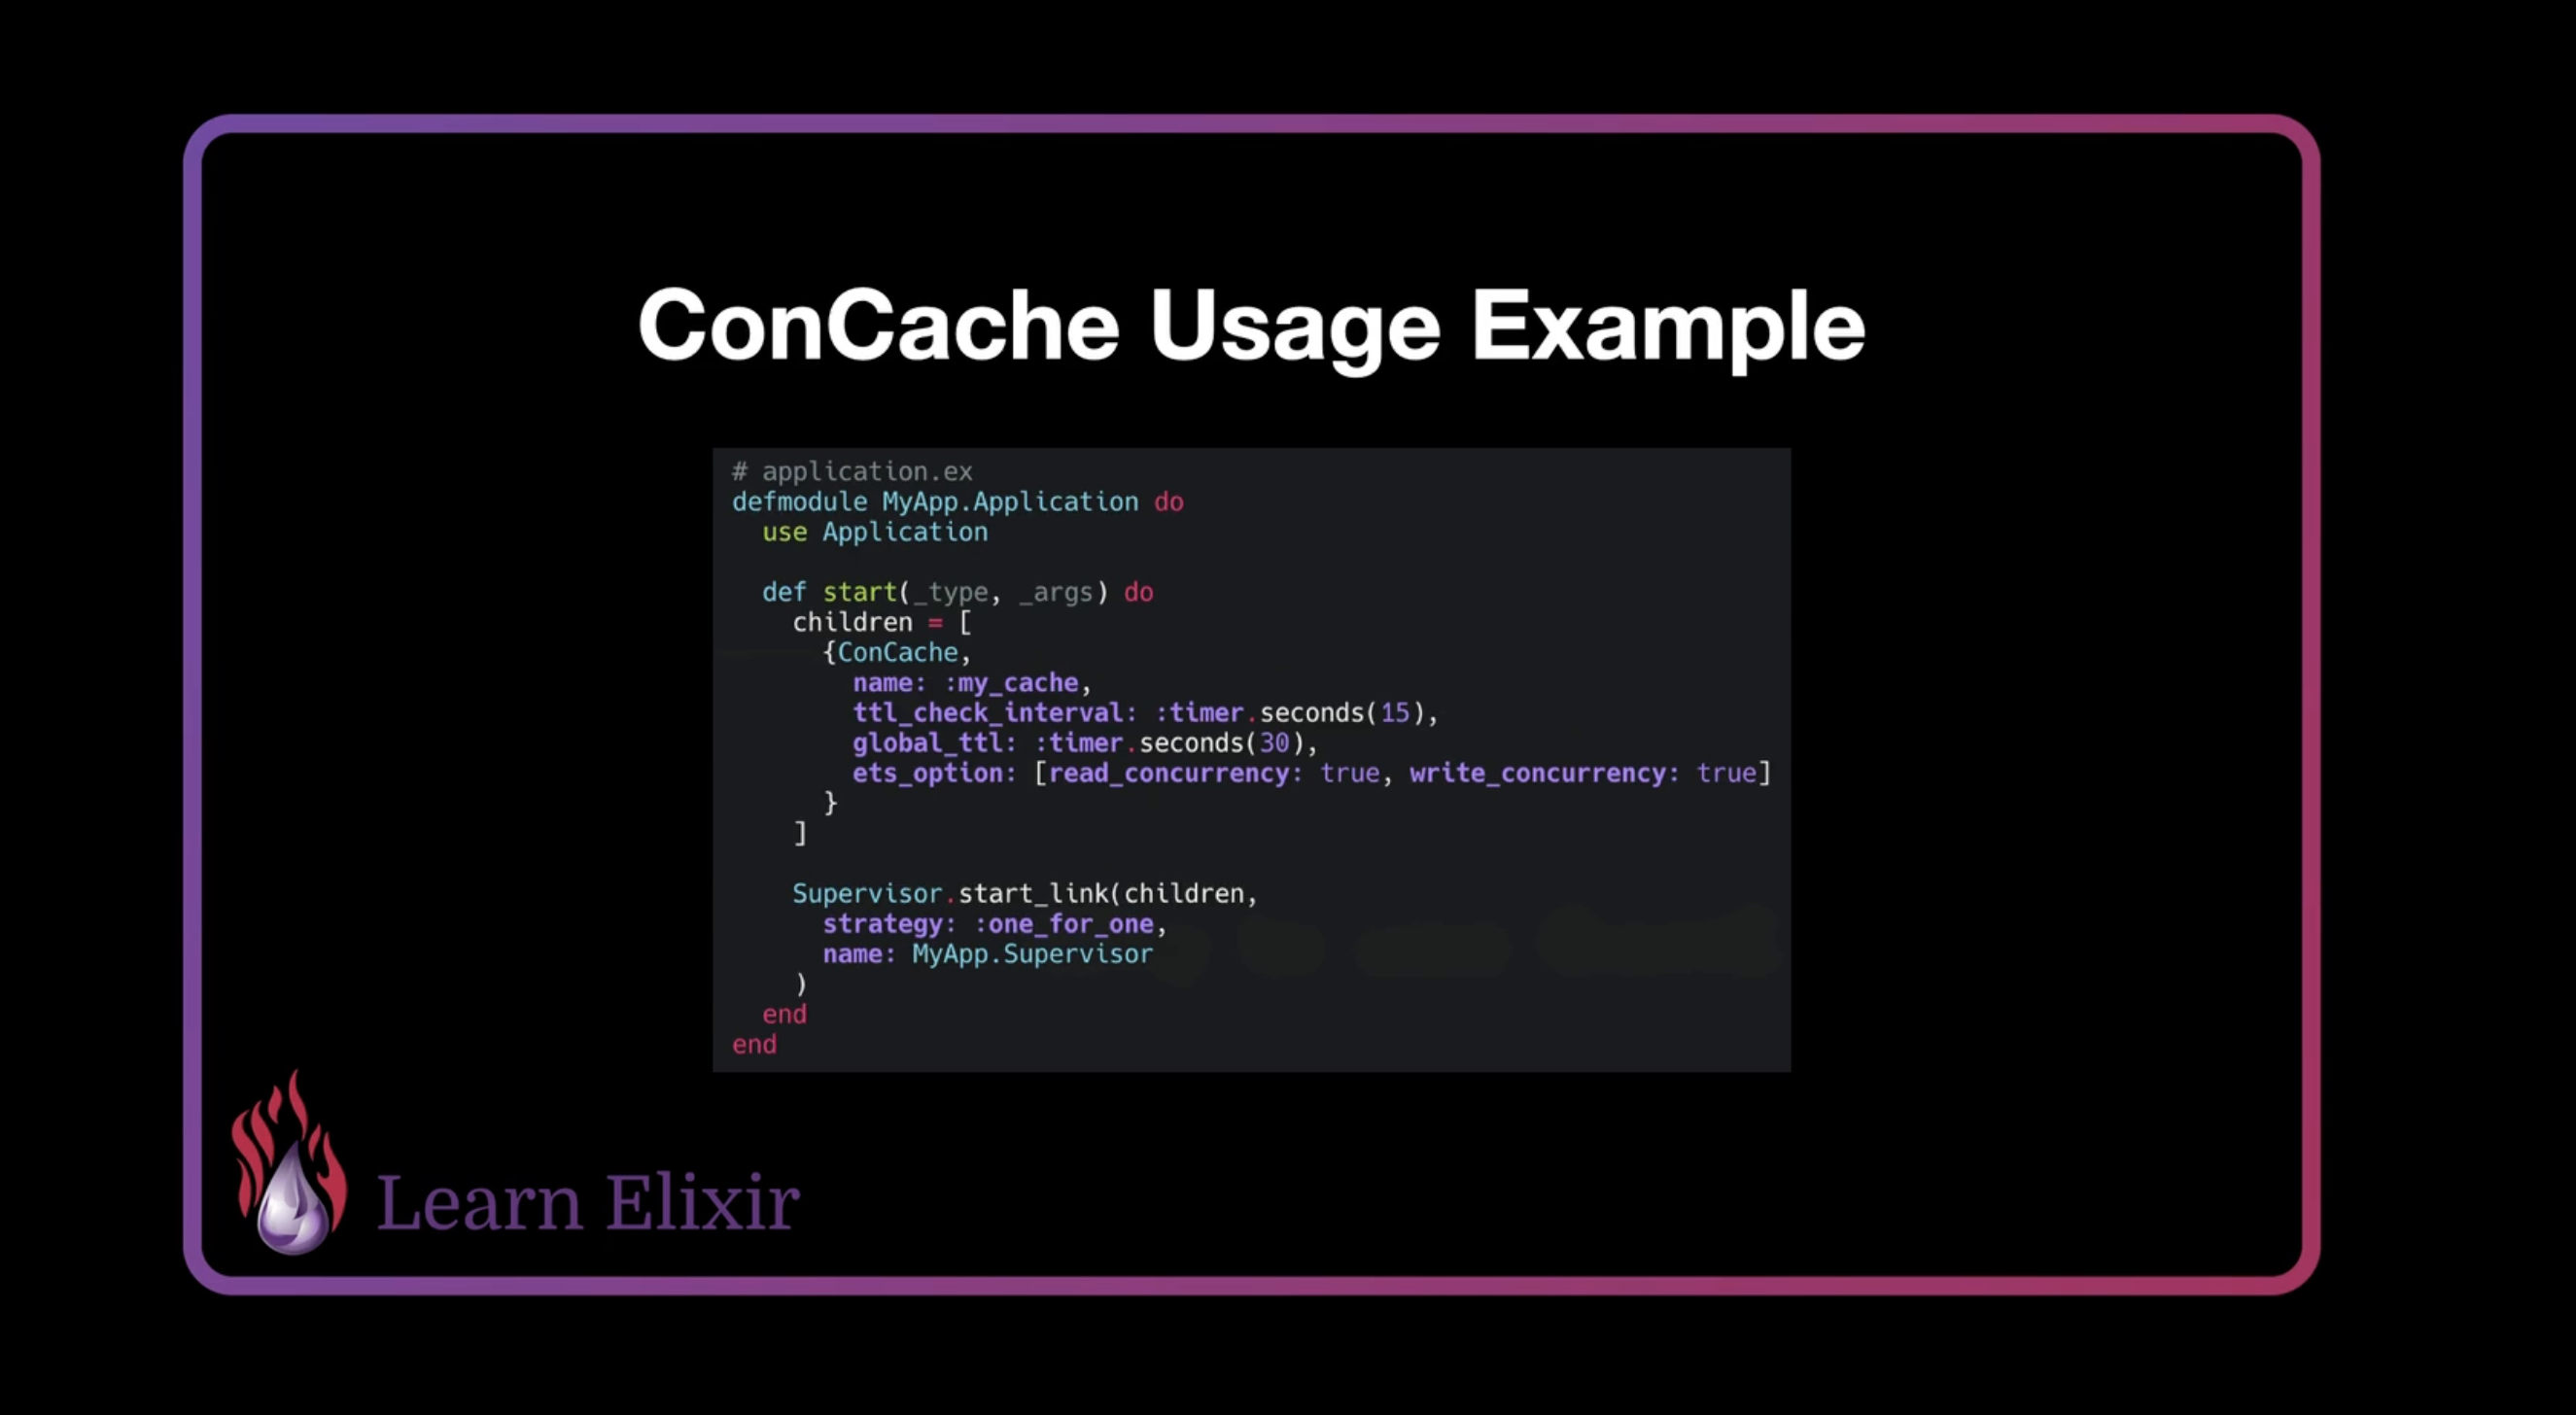 ConCache Usage Example
# application.ex
defmodule MyApp.Application do
  use Application

  def start(_type, _args) do
    children = [
      {ConCache,
        name: :my_cache,
        ttl_check_interval: :timer.seconds(15),
        global_ttl: :timer.seconds(30),
        ets_option: [read_concurrency: true, write_concurrency: true]
      }
    ]

    Supervisor.start_link(children,
      strategy: :one_for_one,
      name: MyApp.Supervisor
    )
  end
end
Learn Elixir